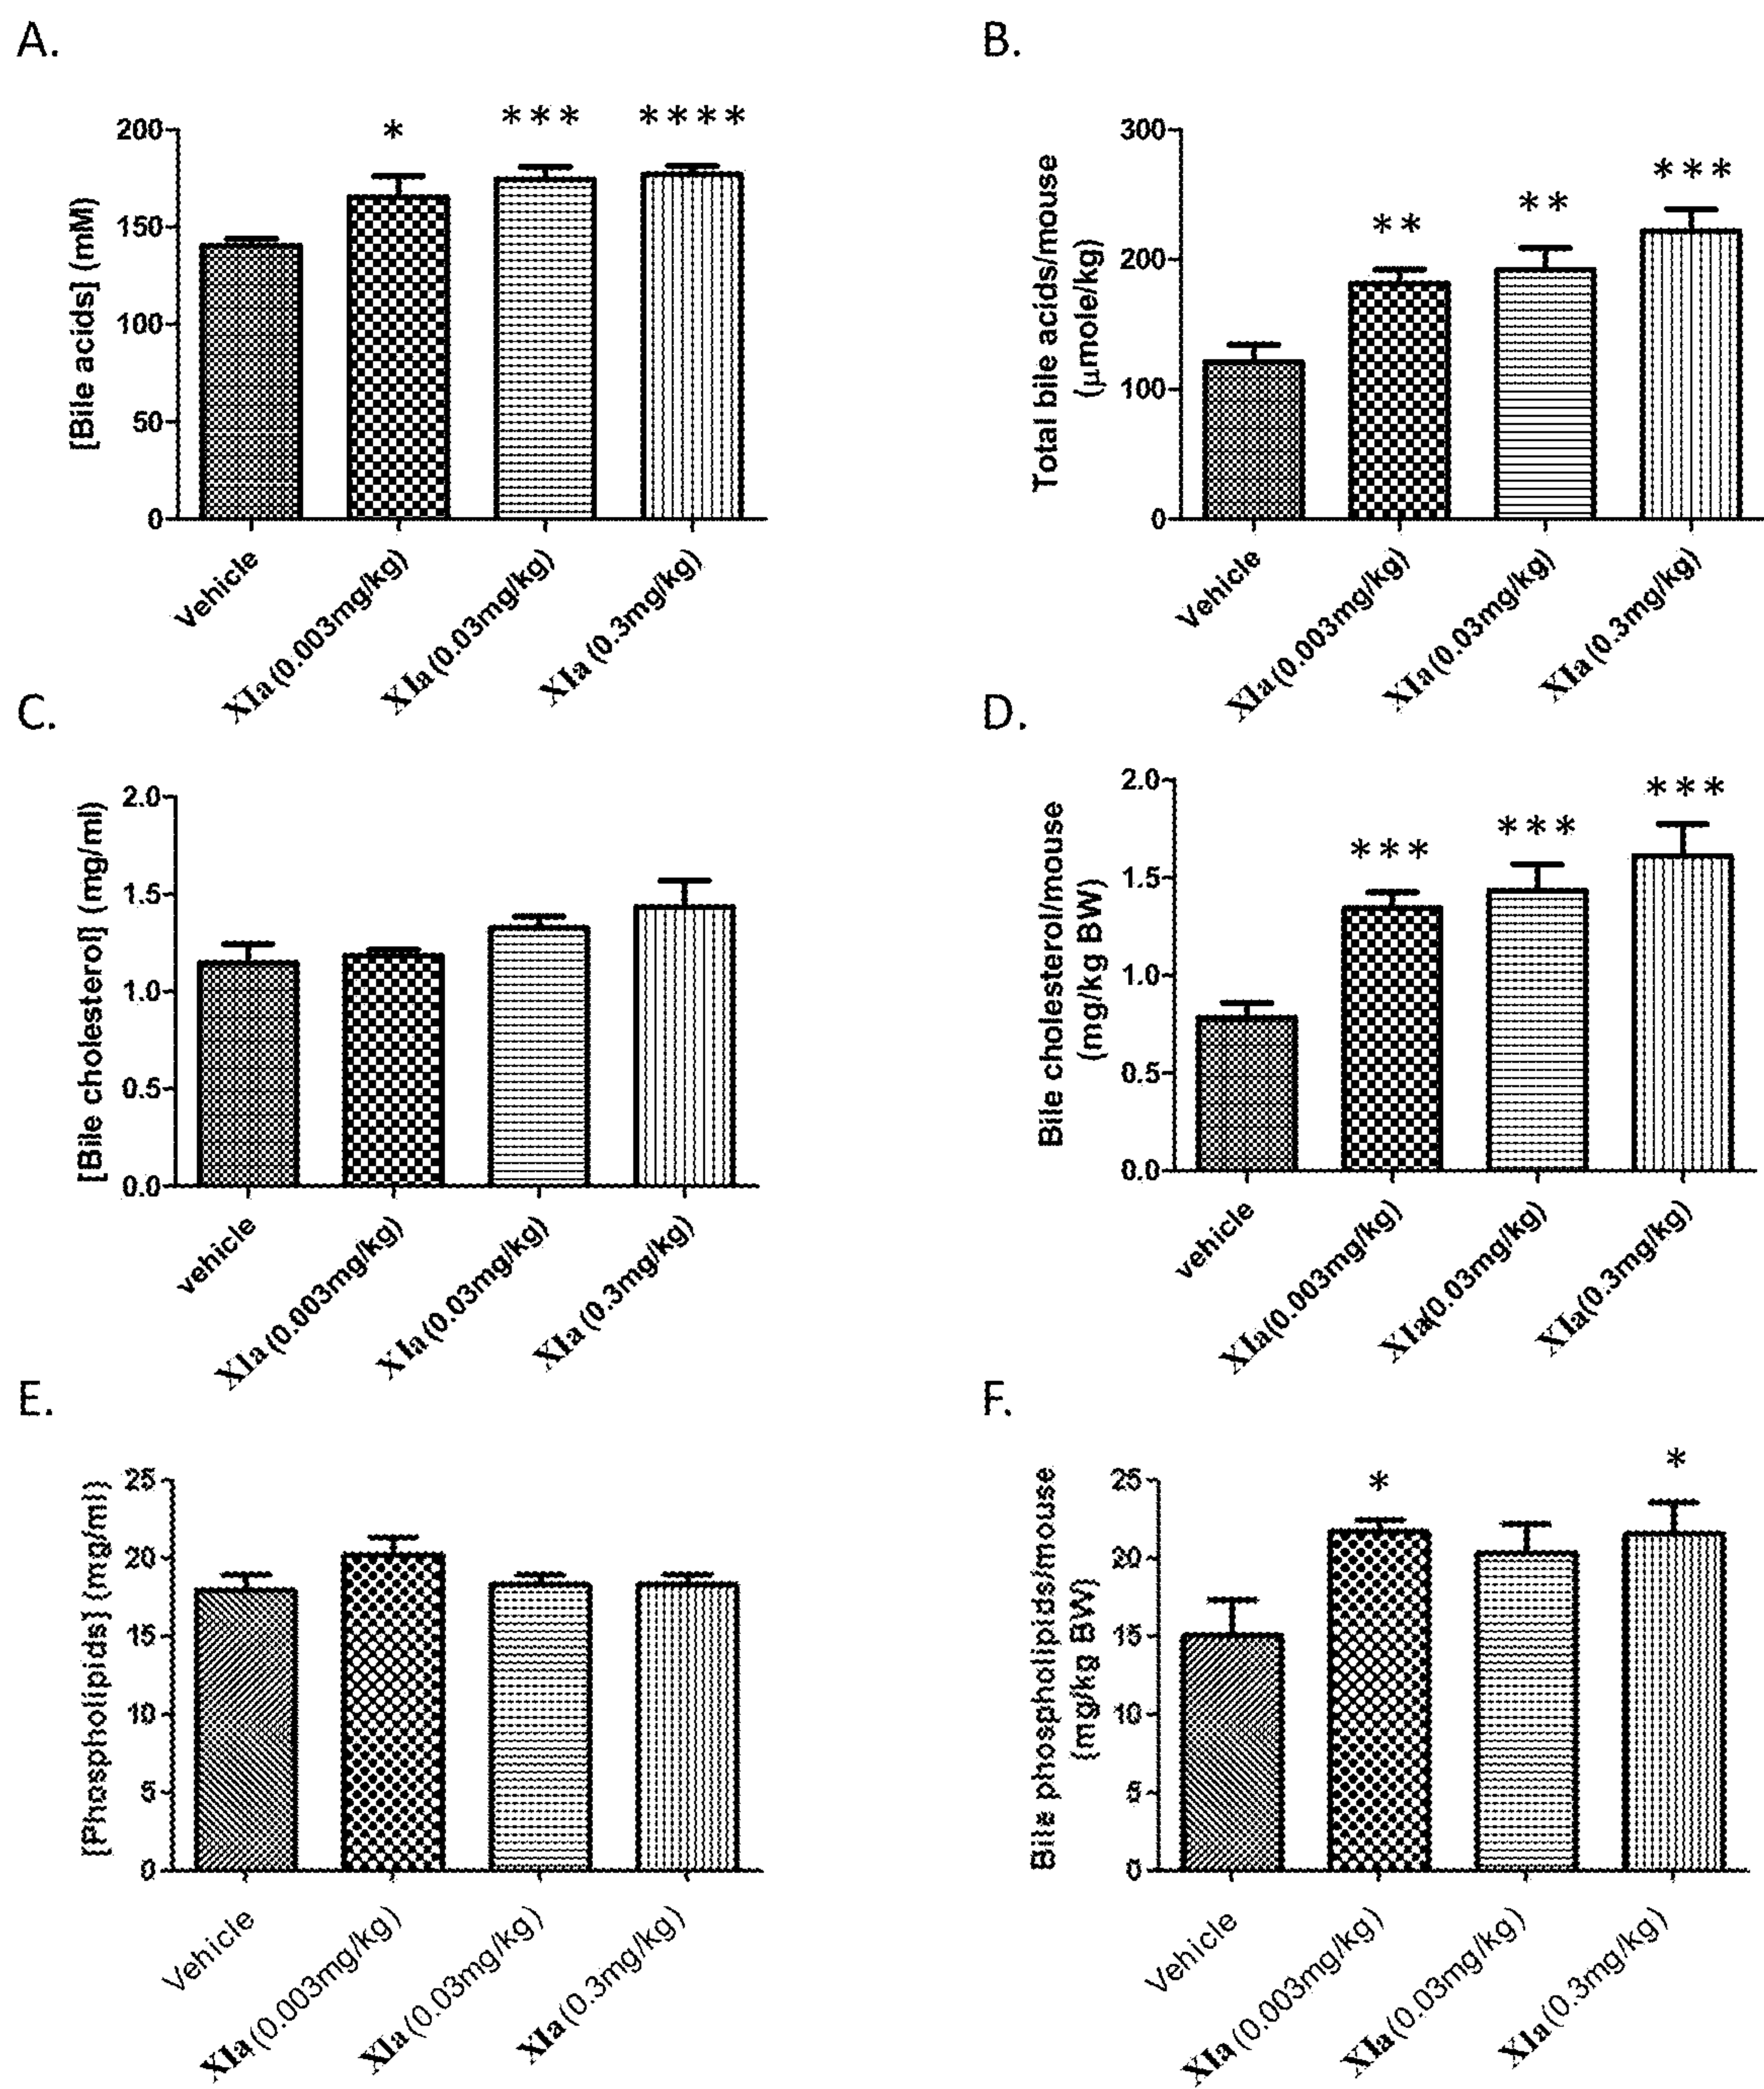 A.
[Bile acids] (mM)
200
150
100
50
0
*
***
****
Vehicle
XIa (0.003mg/kg)
XIa (0.03mg/kg)
XIa (0.3mg/kg)
B.
Total bile acids/mouse
(µmole/kg)
300
200
100
0
**
**
***
Vehicle
XIa (0.003mg/kg)
XIa (0.03mg/kg)
XIa (0.3mg/kg)
C.
[Bile cholesterol] (mg/ml)
2.0
1.5
1.0
0.5
0.0
vehicle
XIa (0.003mg/kg)
XIa (0.03mg/kg)
XIa (0.3mg/kg)
D.
Bile cholesterol/mouse
(mg/kg BW)
2.0
1.5
1.0
0.5
0.0
***
***
***
vehicle
XIa(0.003mg/kg)
XIa(0.03mg/kg)
XIa(0.3mg/kg)
E.
[Phospholipids] (mg/ml)
25
20
15
10
5
0
Vehicle
XIa (0.003mg/kg)
XIa (0.03mg/kg)
XIa (0.3mg/kg)
F.
Bile phospholipids/mouse
(mg/kg BW)
25
20
15
10
5
0
*
*
Vehicle
XIa (0.003mg/kg)
XIa (0.03mg/kg)
XIa (0.3mg/kg)